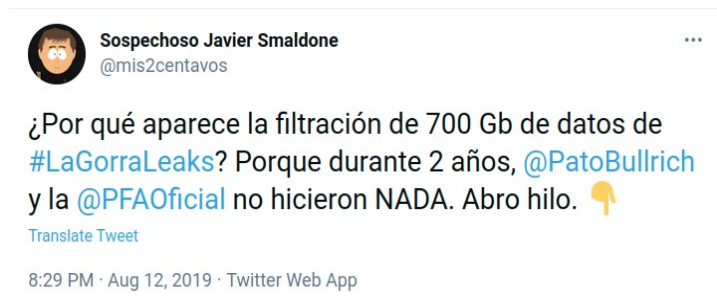 Sospechoso Javier Smaldone
@mis2centavos
¿Por qué aparece la filtración de 700 Gb de datos de
#LaGorraLeaks? Porque durante 2 años, @PatoBullrich
y la @PFAOficial no hicieron NADA. Abro hilo. 👇
Translate Tweet
8:29 PM · Aug 12, 2019 · Twitter Web App